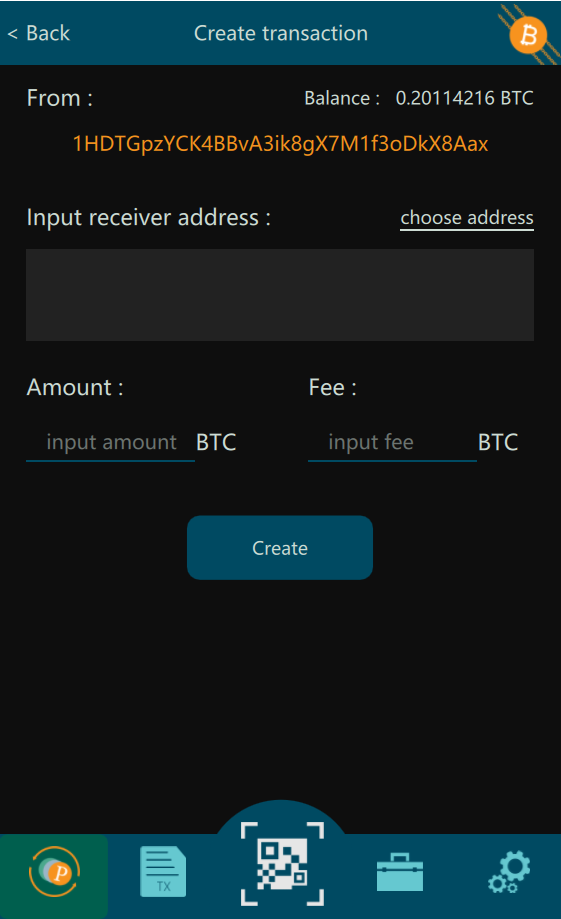 < Back
Create transaction
From :
Balance : 0.20114216 BTC
1HDTGpzYCK4BBvA3ik8gX7M1f3oDkX8Aax
Input receiver address :
choose address
Amount :
Fee :
input amount BTC
input fee BTC
Create
P
TX